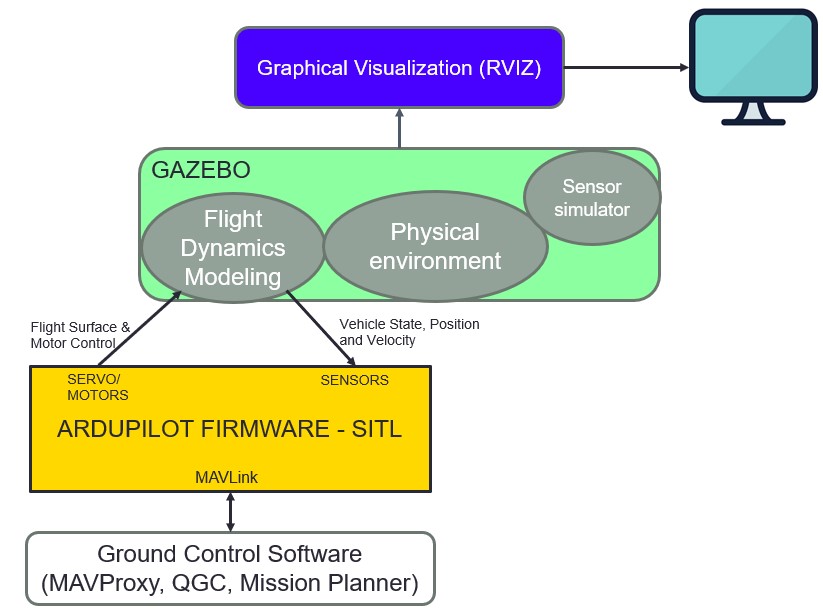 Graphical Visualization (RVIZ)
GAZEBO
Sensor
simulator
Flight
Dynamics
Modeling
Physical
environment
Flight Surface &
Motor Control
Vehicle State, Position
and Velocity
SERVO/
MOTORS
SENSORS
ARDUPILOT FIRMWARE - SITL
MAVLink
Ground Control Software
(MAVProxy, QGC, Mission Planner)